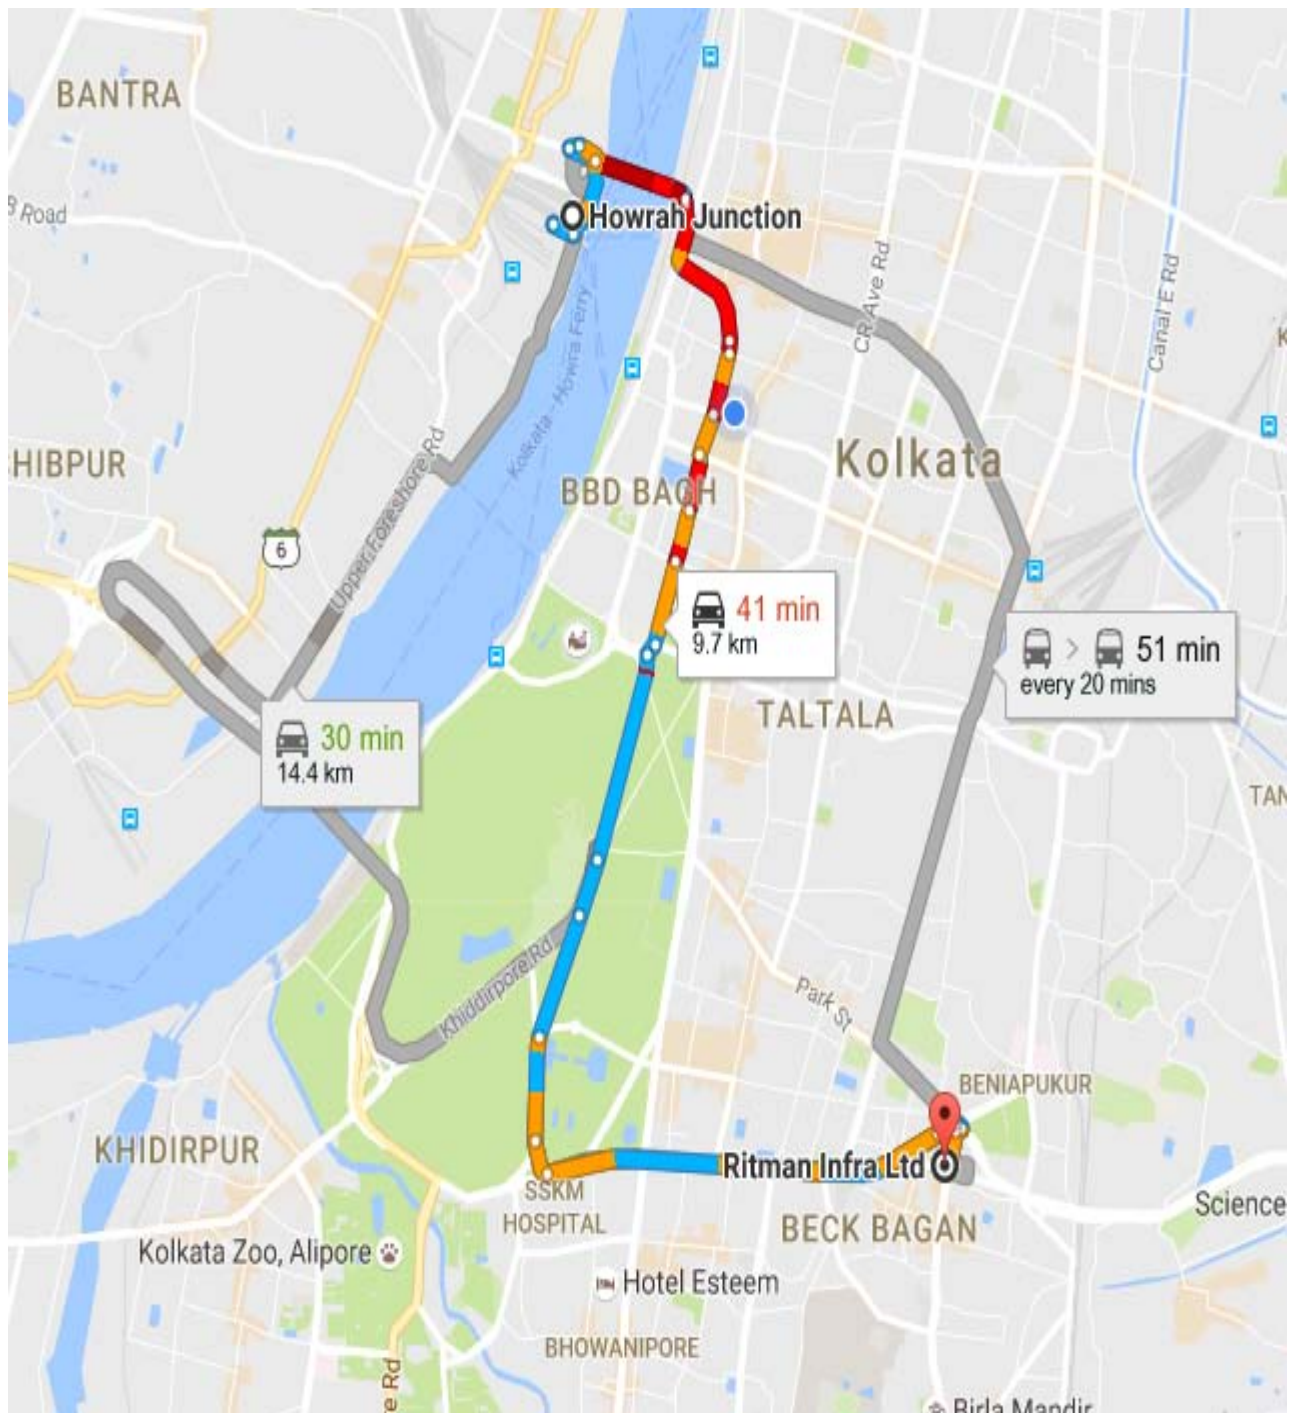 BANTRA
B Road
Howrah Junction
CR Ave Rd
Canal E Rd
Kolkata - Howra Ferry
K
Kolkata
HIBPUR
Upper Foreshore Rd
BBD BAGH
6
41 min
9.7 km
51 min
every 20 mins
TALTALA
30 min
14.4 km
TAN
Khiddirpore Rd
Park St
BENIAPUKUR
KHIDIRPUR
Ritman Infra Ltd
SSKM
HOSPITAL
BECK BAGAN
Science
Kolkata Zoo, Alipore
Hotel Esteem
BHOWANIPORE
re Rd
Birla Mandir